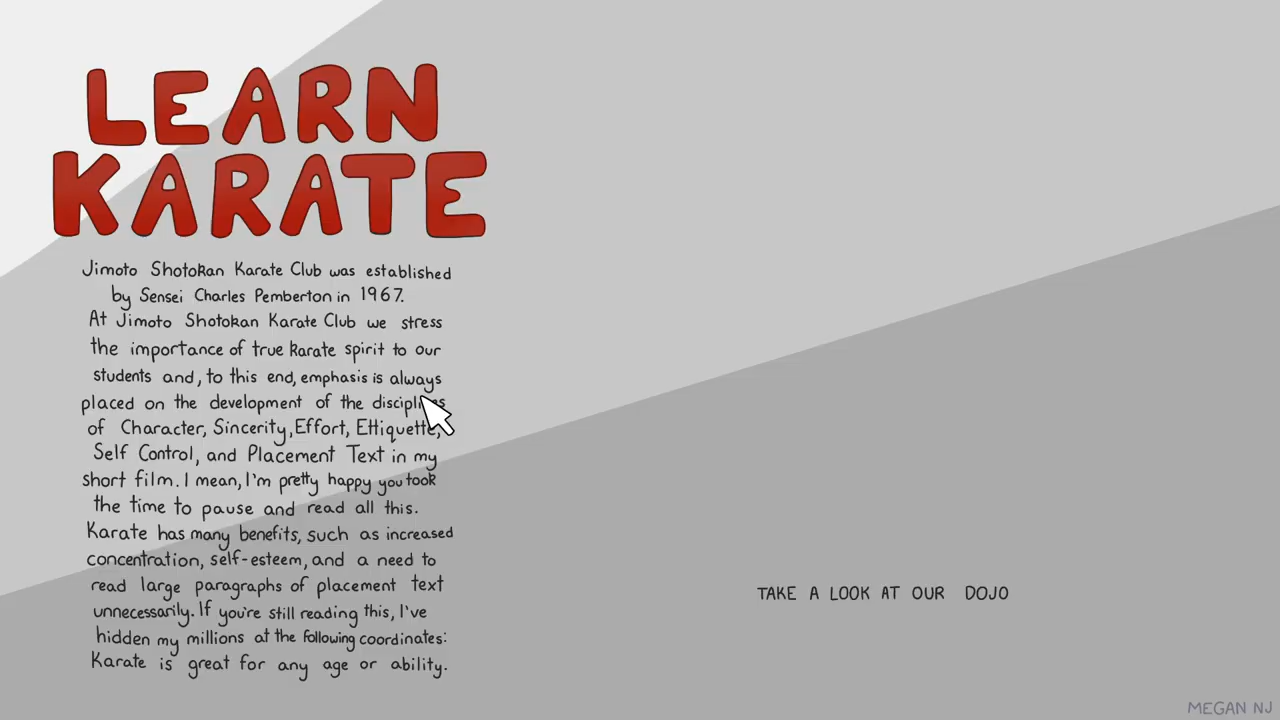 LEARN
KARATE
Jimoto Shotokan Karate Club was established
by Sensei Charles Pemberton in 1967.
At Jimoto Shotokan Karate Club we stress
the importance of true karate spirit to our
students and, to this end, emphasis is always
placed on the development of the disciplines
of Character, Sincerity, Effort, Ettiquette,
Self Control, and Placement Text in my
short film. I mean, I'm pretty happy you took
the time to pause and read all this.
Karate has many benefits, such as increased
concentration, self-esteem, and a need to
read large paragraphs of placement text
unnecessarily. If you're still reading this, I've
hidden my millions at the following coordinates:
Karate is great for any age or ability.
TAKE A LOOK AT OUR DOJO
MEGAN NJ